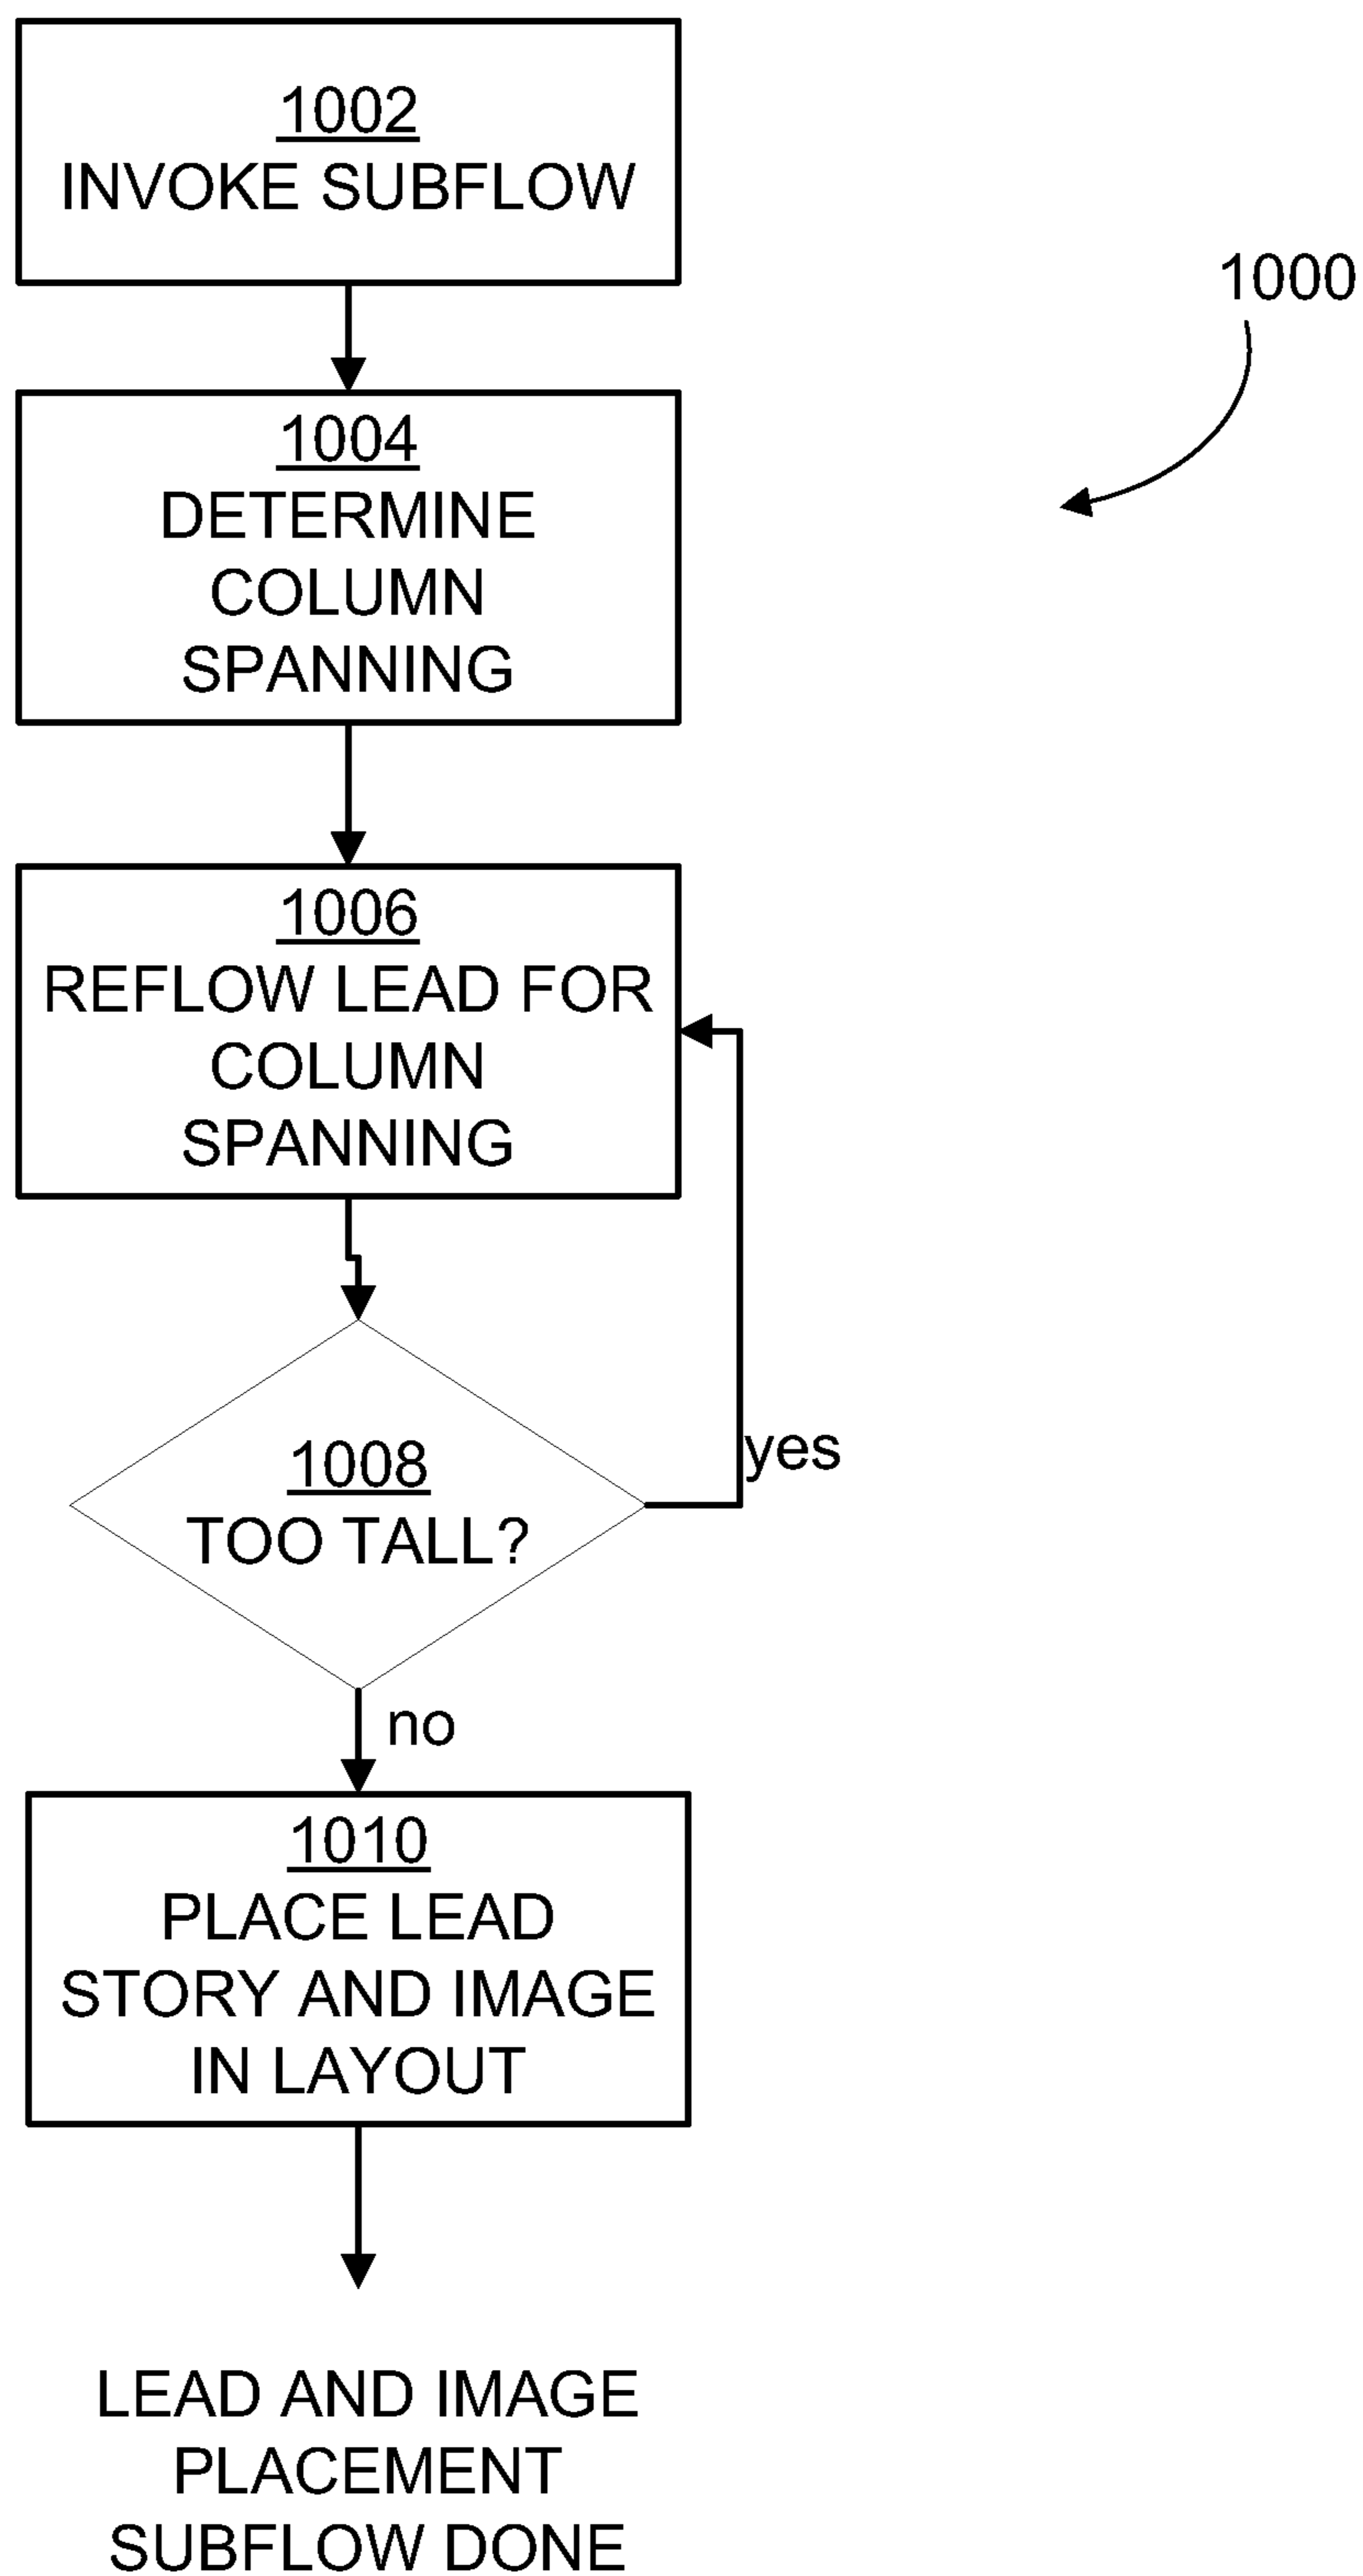 1002
INVOKE SUBFLOW
1000
1004
DETERMINE
COLUMN
SPANNING
1006
REFLOW LEAD FOR
COLUMN
SPANNING
1008
TOO TALL?
yes
no
1010
PLACE LEAD
STORY AND IMAGE
IN LAYOUT
LEAD AND IMAGE
PLACEMENT
SUBFLOW DONE